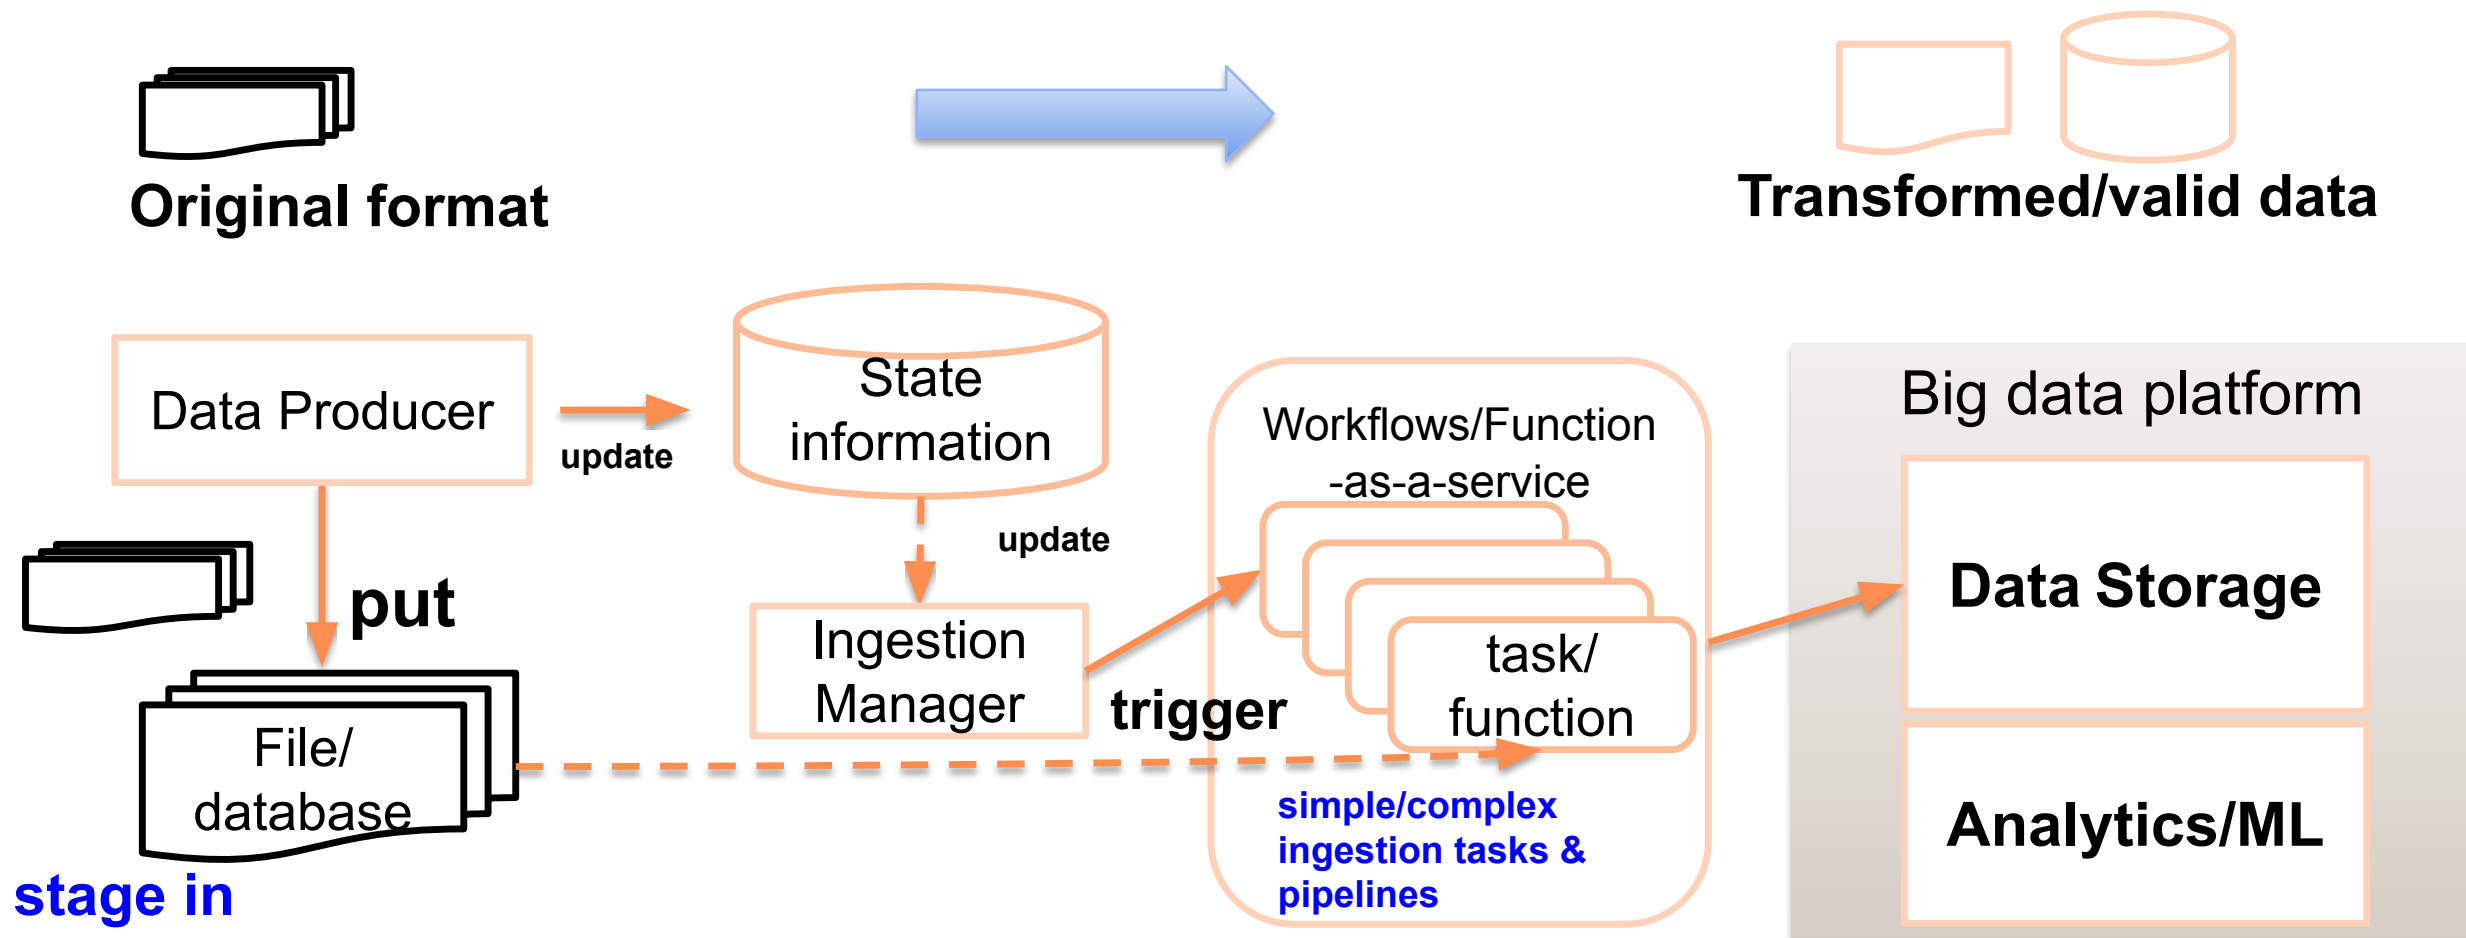 Original format
Transformed/valid data
Data Producer
update
State
information
update
put
Ingestion
Manager
trigger
Workflows/Function
-as-a-service
task/
function
simple/complex
ingestion tasks &
pipelines
File/
database
stage in
Big data platform
Data Storage
Analytics/ML